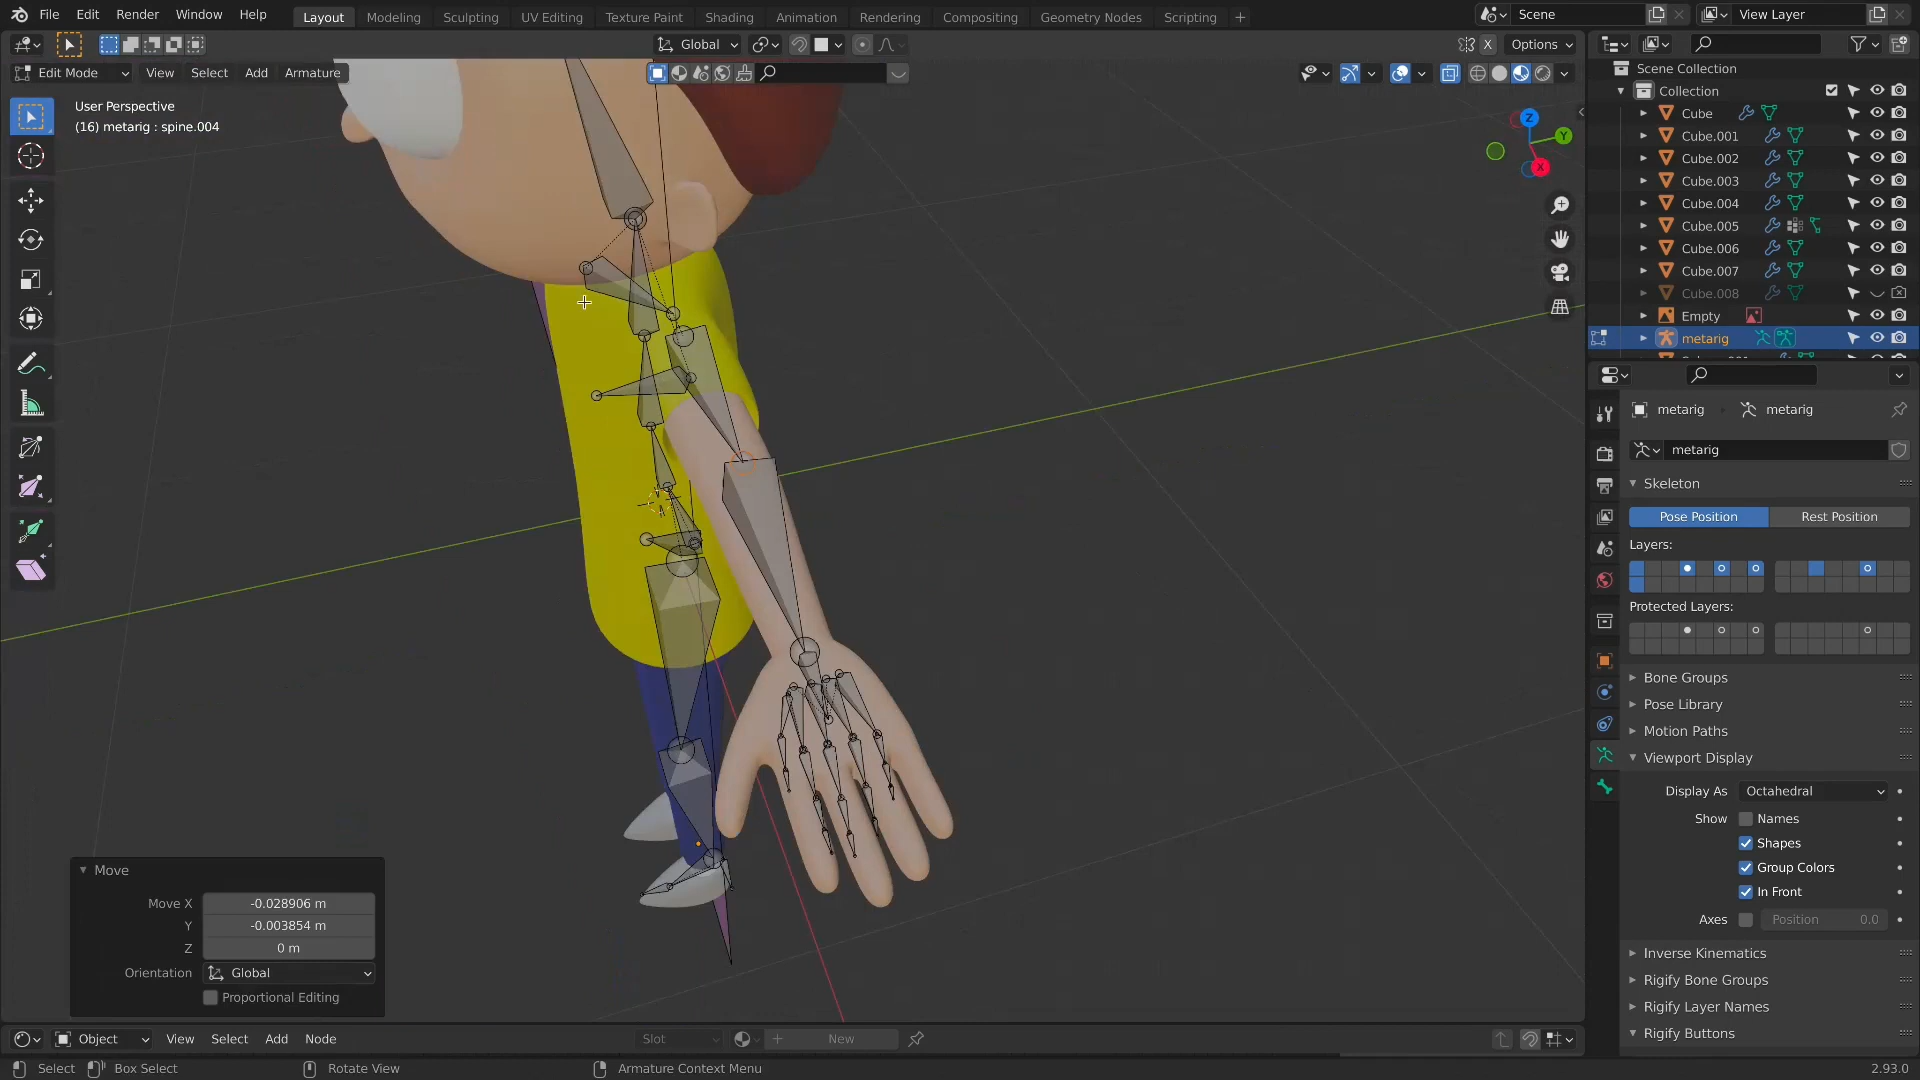 File Edit Render Window Help Layout Modeling Sculpting UV Editing Texture Paint Shading Animation Rendering Compositing Geometry Nodes Scripting + Scene View Layer
Global X Options
Edit Mode View Select Add Armature
User Perspective
(16) metarig : spine.004
Z
Y
X
Scene Collection
Collection
Cube
Cube.001
Cube.002
Cube.003
Cube.004
Cube.005
Cube.006
Cube.007
Cube.008
Empty
metarig
metarig metarig
metarig
Skeleton
Pose Position Rest Position
Layers:
Protected Layers:
Bone Groups
Pose Library
Motion Paths
Viewport Display
Display As Octahedral
Show Names
Shapes
Group Colors
In Front
Axes Position 0.0
Inverse Kinematics
Rigify Bone Groups
Rigify Layer Names
Rigify Buttons
Move
Move X -0.028906 m
Y -0.003854 m
Z 0 m
Orientation Global
Proportional Editing
Object View Select Add Node Slot New
Select Box Select Rotate View Armature Context Menu 2.93.0